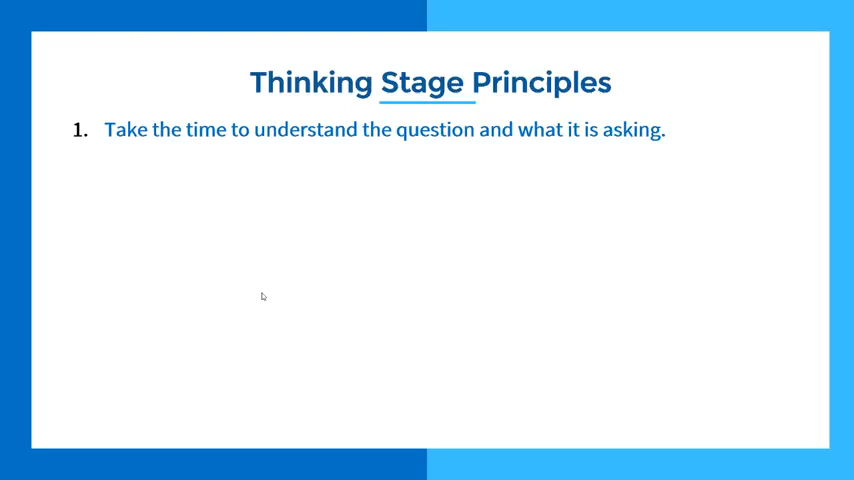 Thinking Stage Principles
1. Take the time to understand the question and what it is asking.